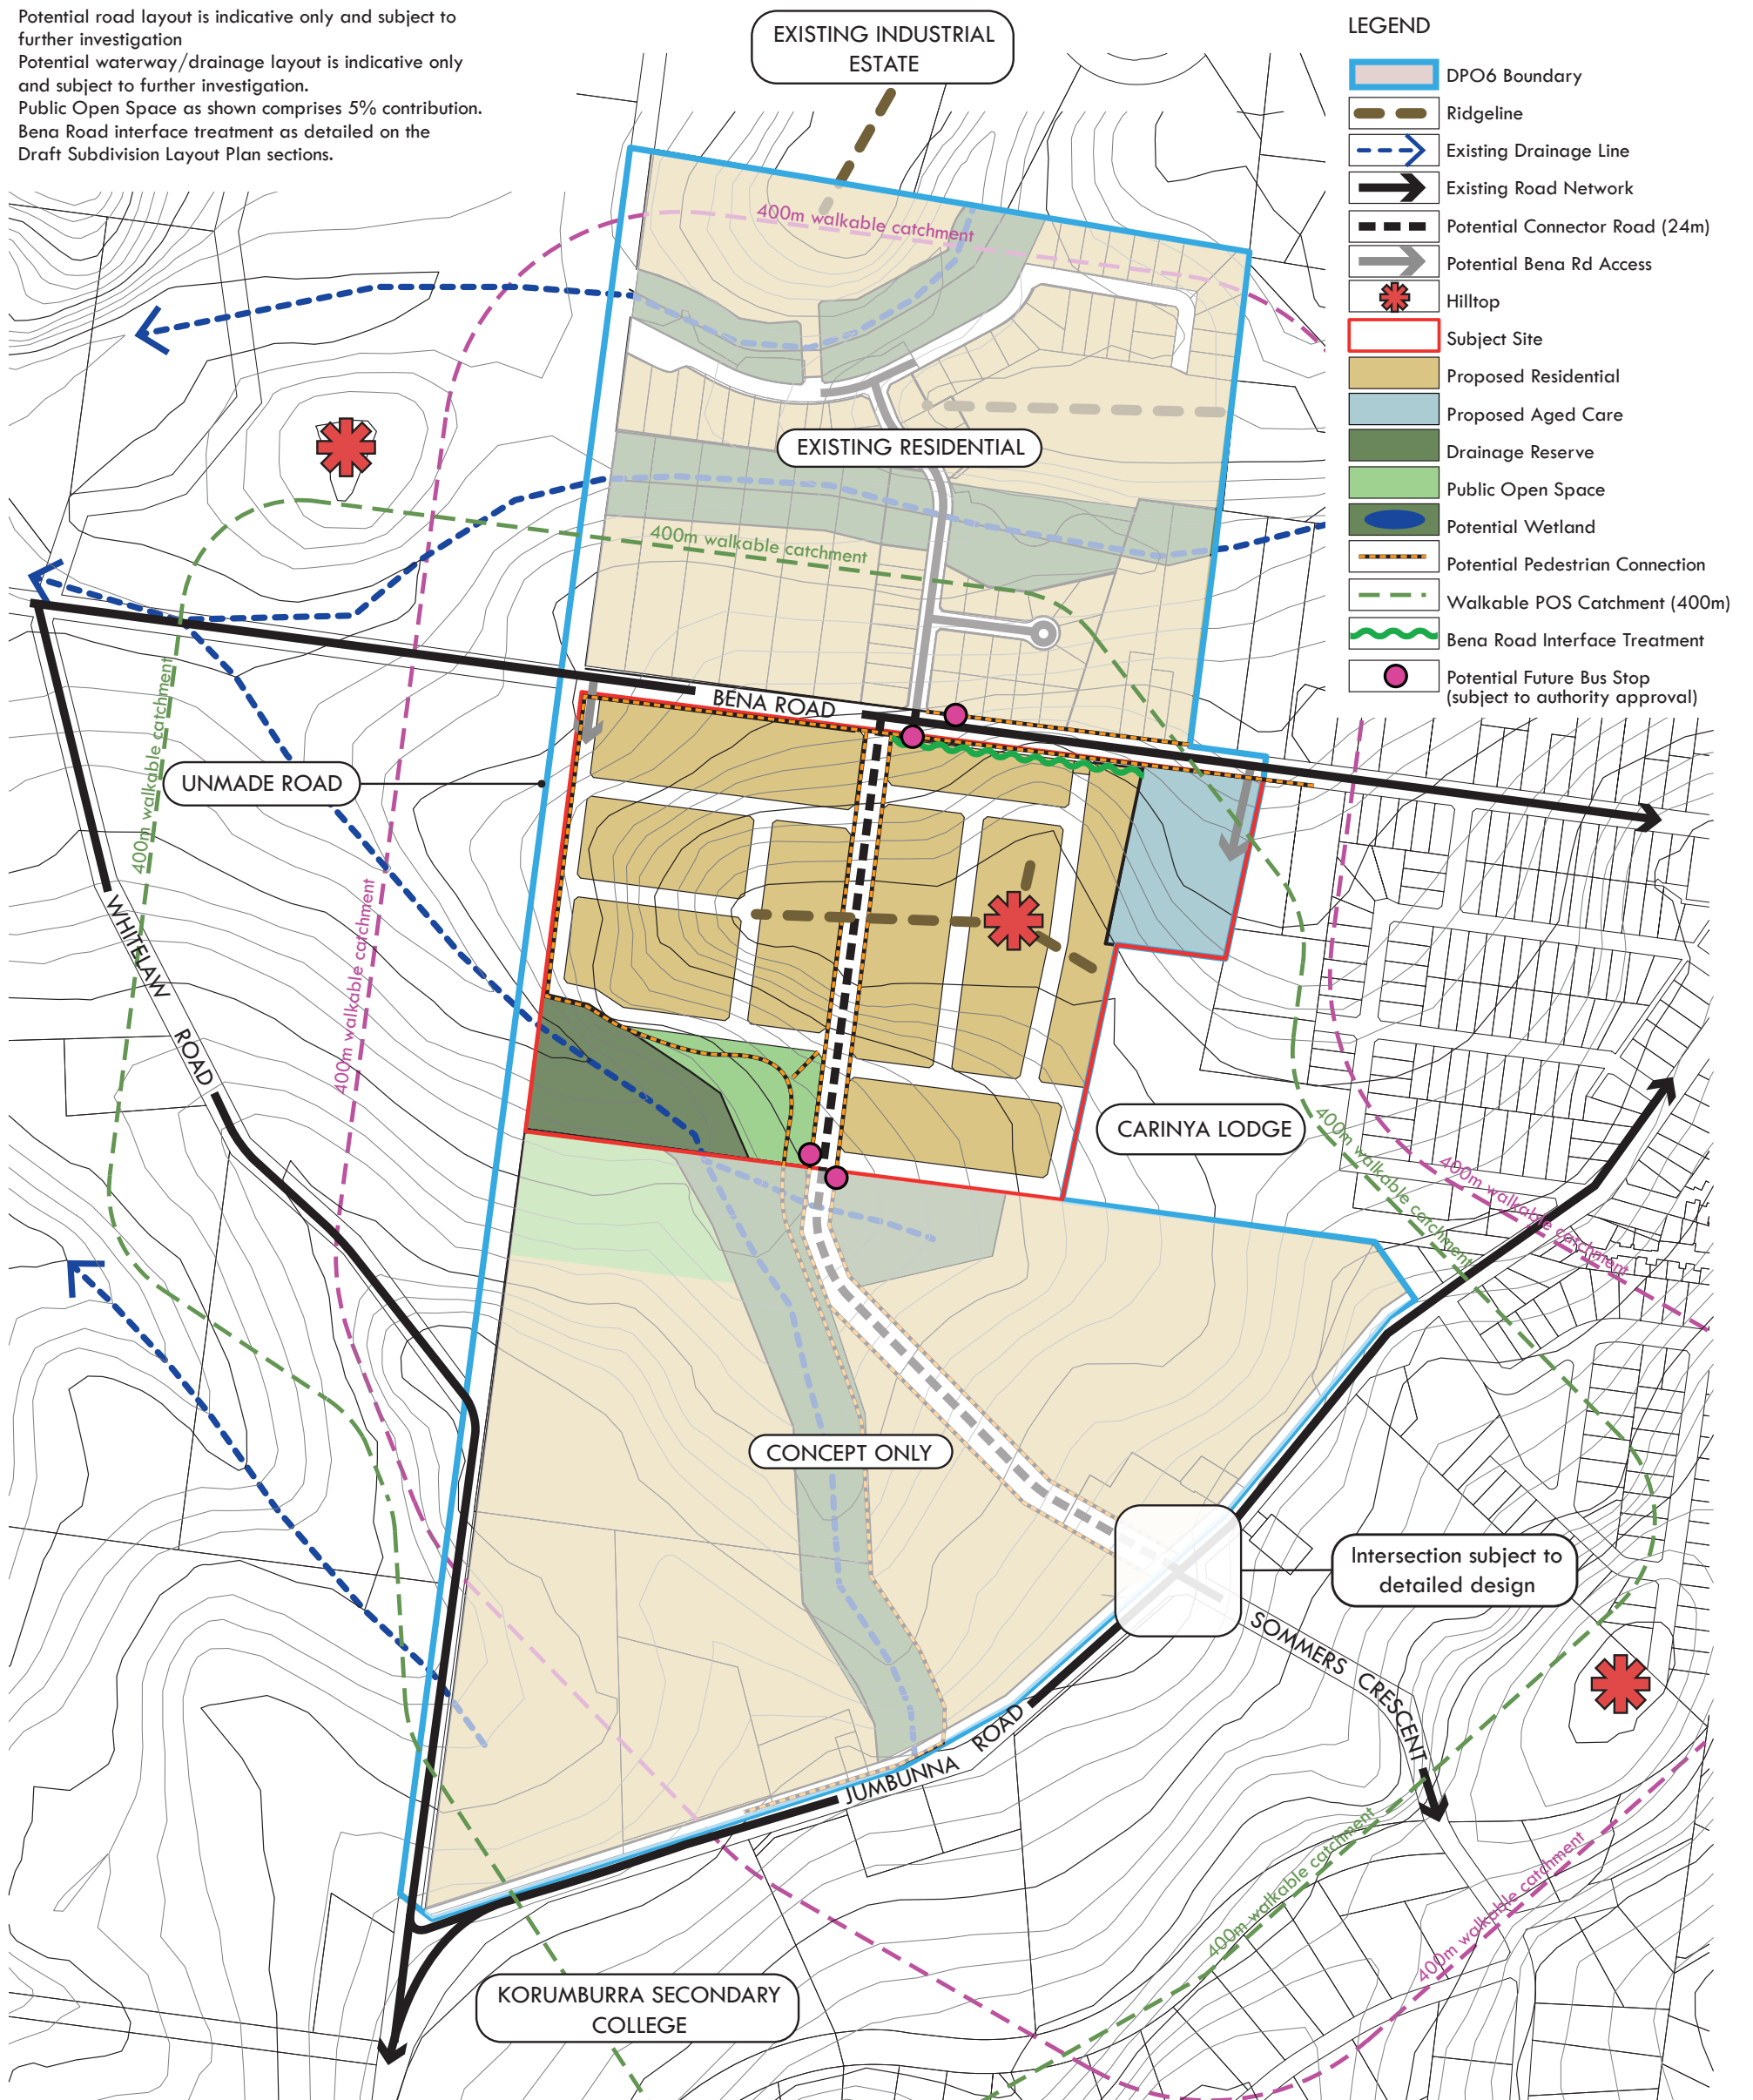 Potential road layout is indicative only and subject to
further investigation
Potential waterway/drainage layout is indicative only
and subject to further investigation.
Public Open Space as shown comprises 5% contribution.
Bena Road interface treatment as detailed on the
Draft Subdivision Layout Plan sections.
EXISTING INDUSTRIAL
ESTATE
LEGEND
DPO6 Boundary
Ridgeline
Existing Drainage Line
Existing Road Network
Potential Connector Road (24m)
Potential Bena Rd Access
Hilltop
Subject Site
Proposed Residential
Proposed Aged Care
Drainage Reserve
Public Open Space
Potential Wetland
Potential Pedestrian Connection
Walkable POS Catchment (400m)
Bena Road Interface Treatment
Potential Future Bus Stop
(subject to authority approval)
400m walkable catchment
EXISTING RESIDENTIAL
400m walkable catchment
BENA ROAD
UNMADE ROAD
400m walkable catchment
400m walkable catchment
WHITELAW ROAD
CARINYA LODGE
400m walkable catchment
400m walkable catchment
CONCEPT ONLY
Intersection subject to
detailed design
SOMMERS CRESCENT
JUMBUNNA ROAD
400m walkable catchment
400m walkable catchment
KORUMBURRA SECONDARY
COLLEGE